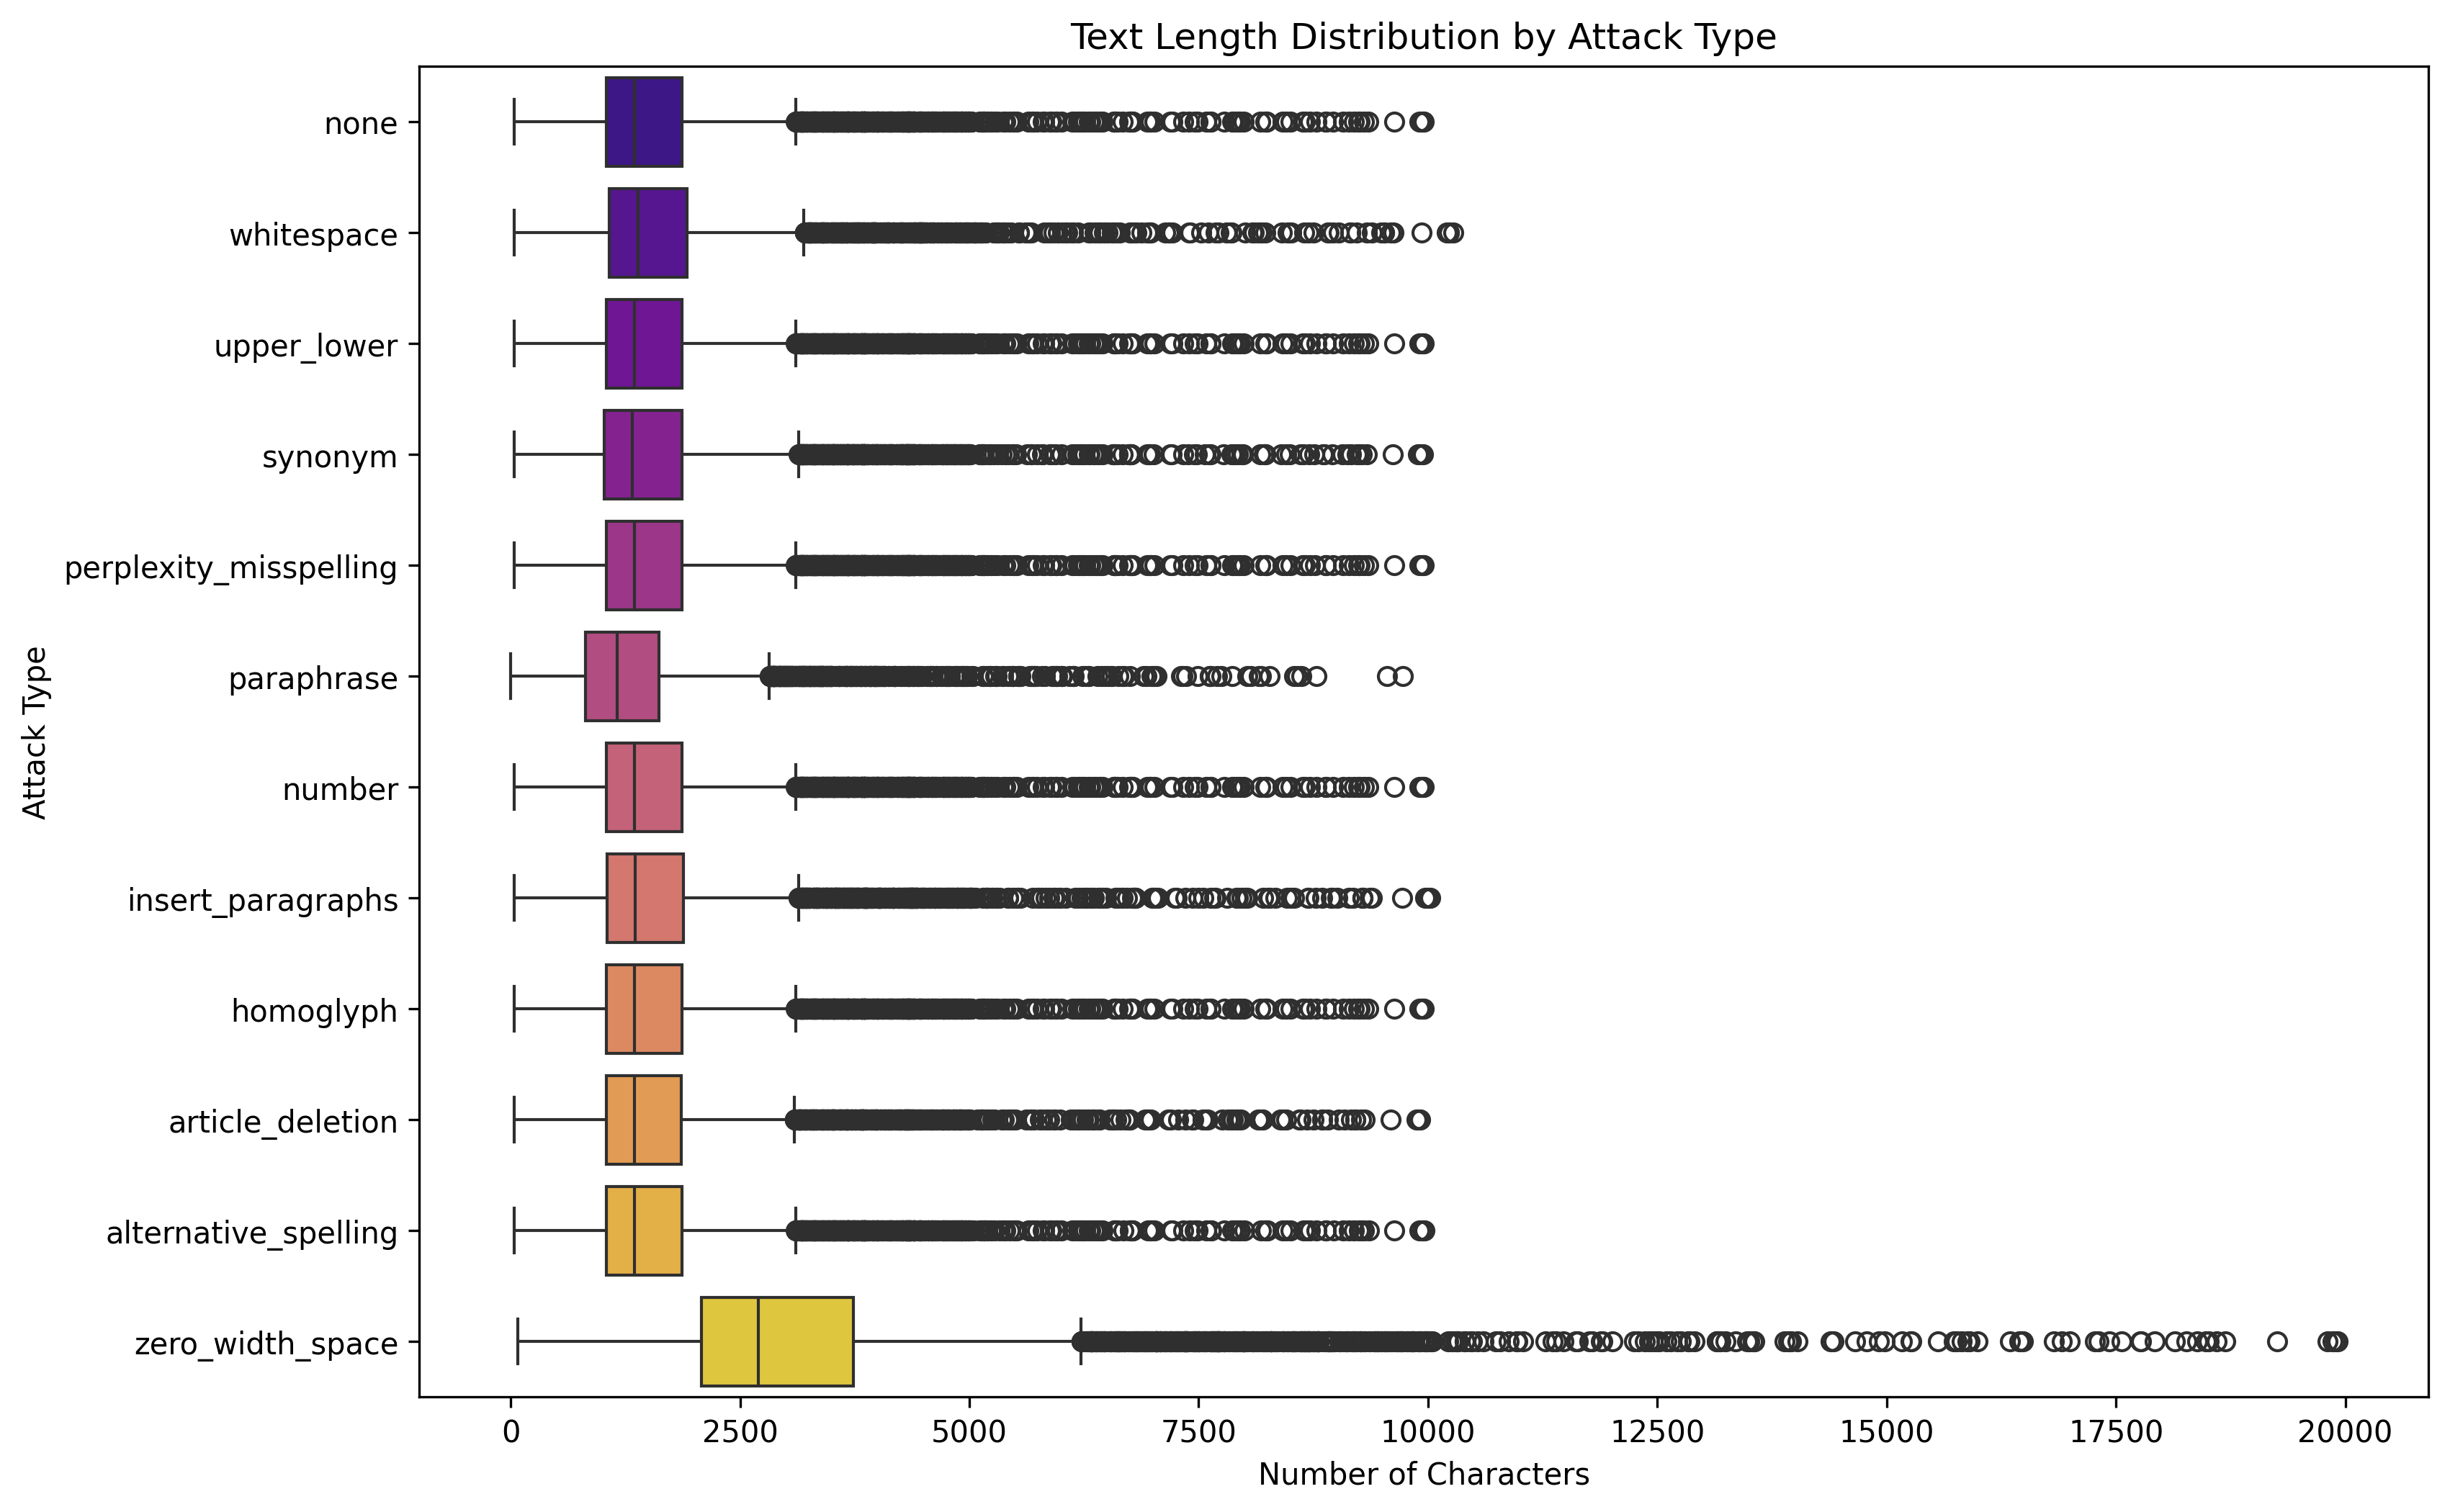 Text Length Distribution by Attack Type
Attack Type
none
whitespace
upper_lower
synonym
perplexity_misspelling
paraphrase
number
insert_paragraphs
homoglyph
article_deletion
alternative_spelling
zero_width_space
0 2500 5000 7500 10000 12500 15000 17500 20000
Number of Characters